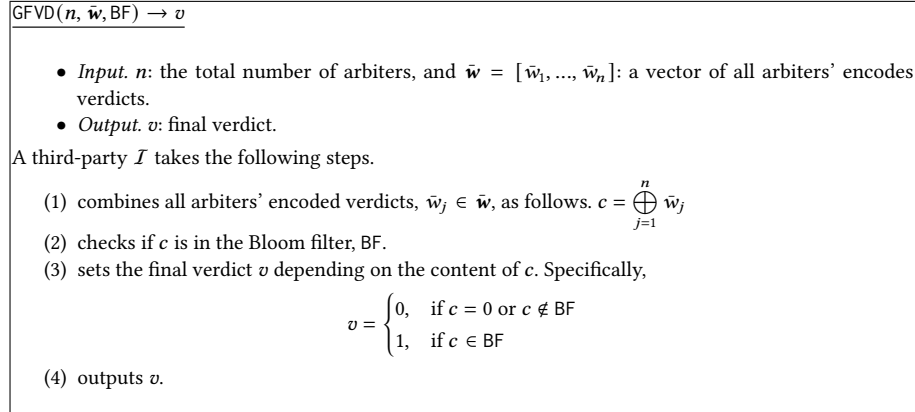 GFVD(n, w̄, BF) → v
• Input. n: the total number of arbiters, and w̄ = [w̄₁, ..., w̄ₙ]: a vector of all arbiters' encodes
verdicts.
• Output. v: final verdict.
A third-party I takes the following steps.
(1) combines all arbiters' encoded verdicts, w̄ⱼ ∈ w̄, as follows. c = ⊕ⁿⱼ₌₁ w̄ⱼ
(2) checks if c is in the Bloom filter, BF.
(3) sets the final verdict v depending on the content of c. Specifically,
v = { 0, if c = 0 or c ∉ BF
1, if c ∈ BF
(4) outputs v.